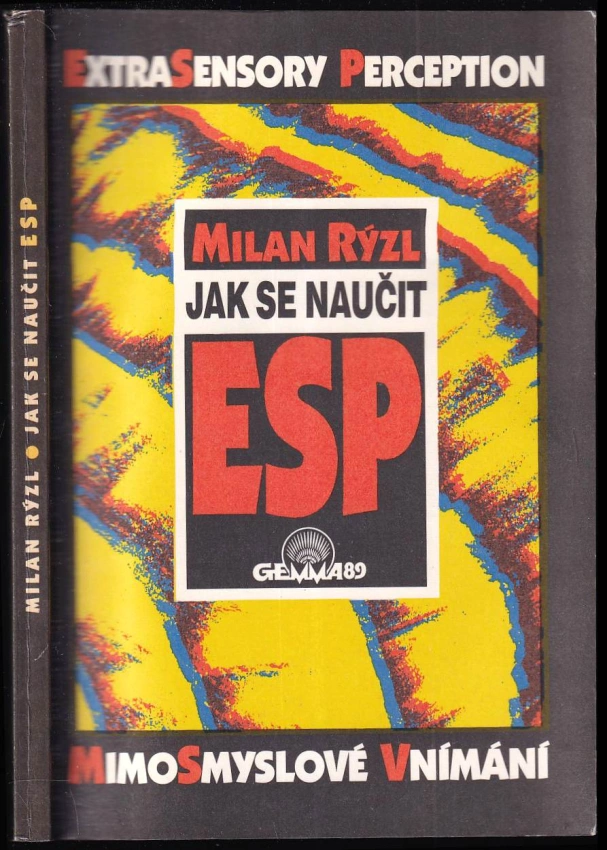 EXTRASENSORY PERCEPTION
MILAN RÝZL
JAK SE NAUČIT
ESP
GEMMA89
MIMOSMYSLOVÉ VNÍMÁNÍ
MILAN RÝZL ● JAK SE NAUČIT ESP